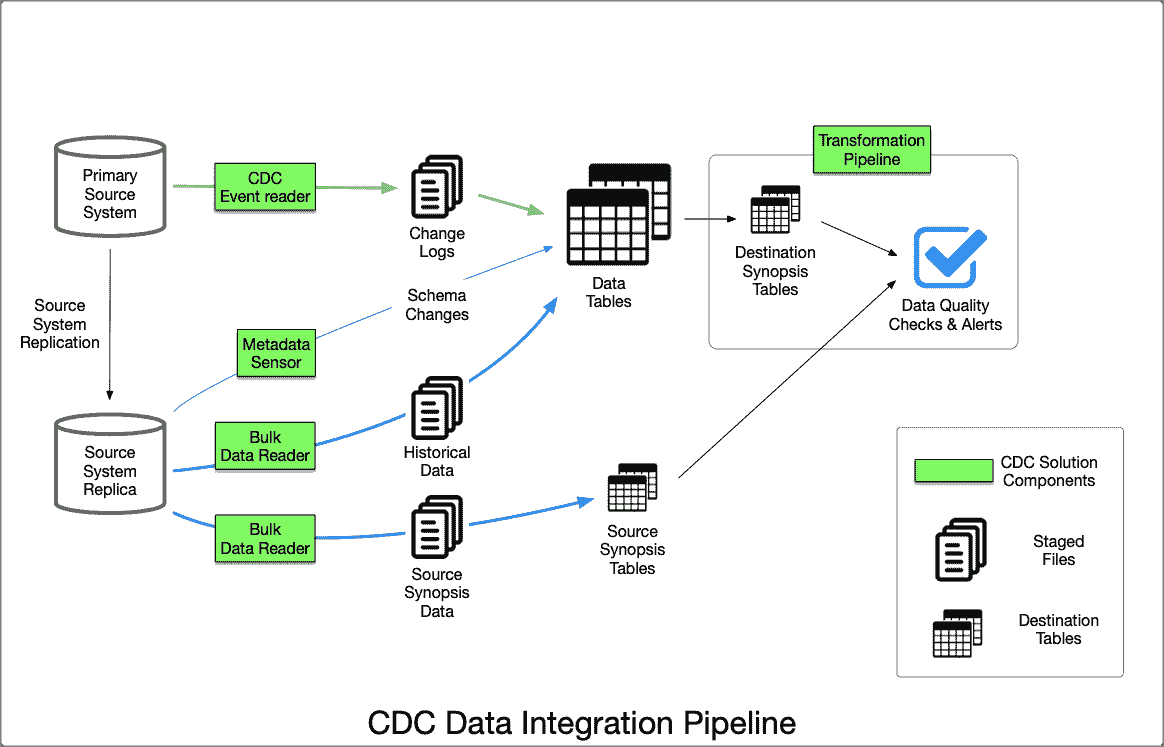 Transformation
Pipeline
Primary
Source
System
CDC
Event reader
Change
Logs
Destination
Synopsis
Tables
Data
Tables
Data Quality
Checks & Alerts
Source
System
Replication
Schema
Changes
Metadata
Sensor
Source
System
Replica
Bulk
Data Reader
Historical
Data
Bulk
Data Reader
Source
Synopsis
Data
Source
Synopsis
Tables
CDC Solution
Components
Staged
Files
Destination
Tables
CDC Data Integration Pipeline